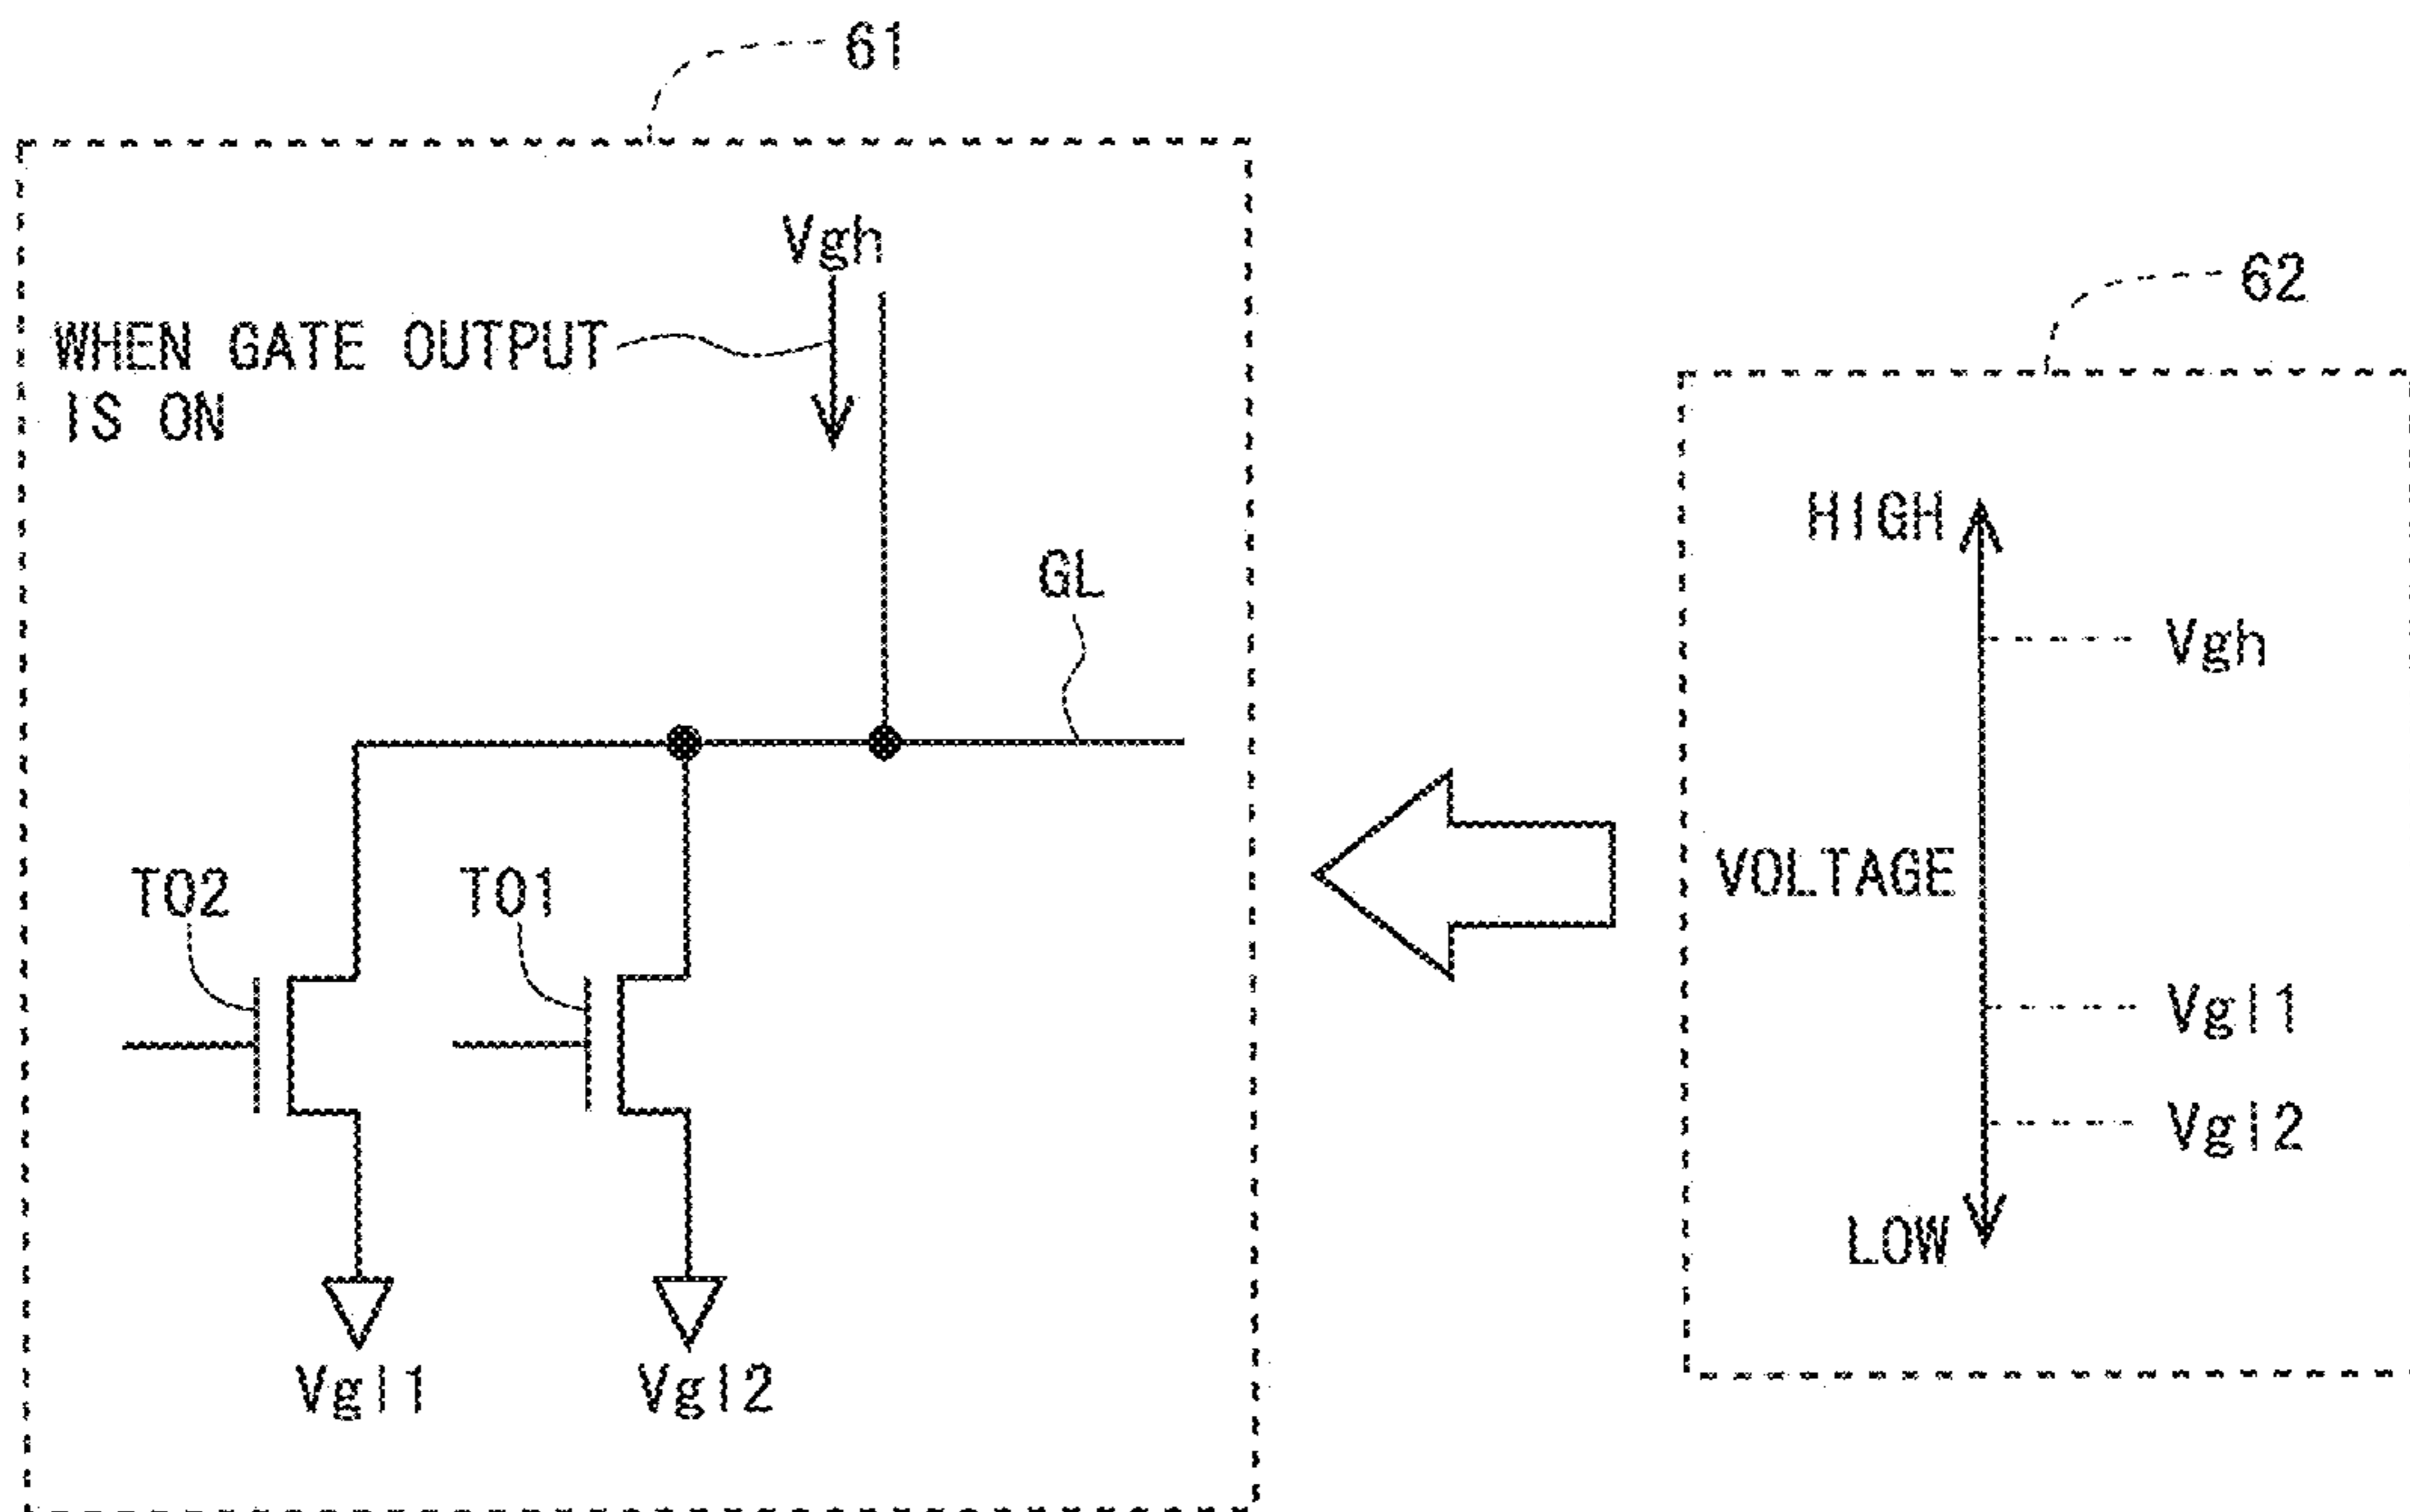 61
Vgh
WHEN GATE OUTPUT
IS ON
GL
T02
T01
Vgl1
Vgl2
62
HIGH
Vgh
VOLTAGE
Vgl1
Vgl2
LOW